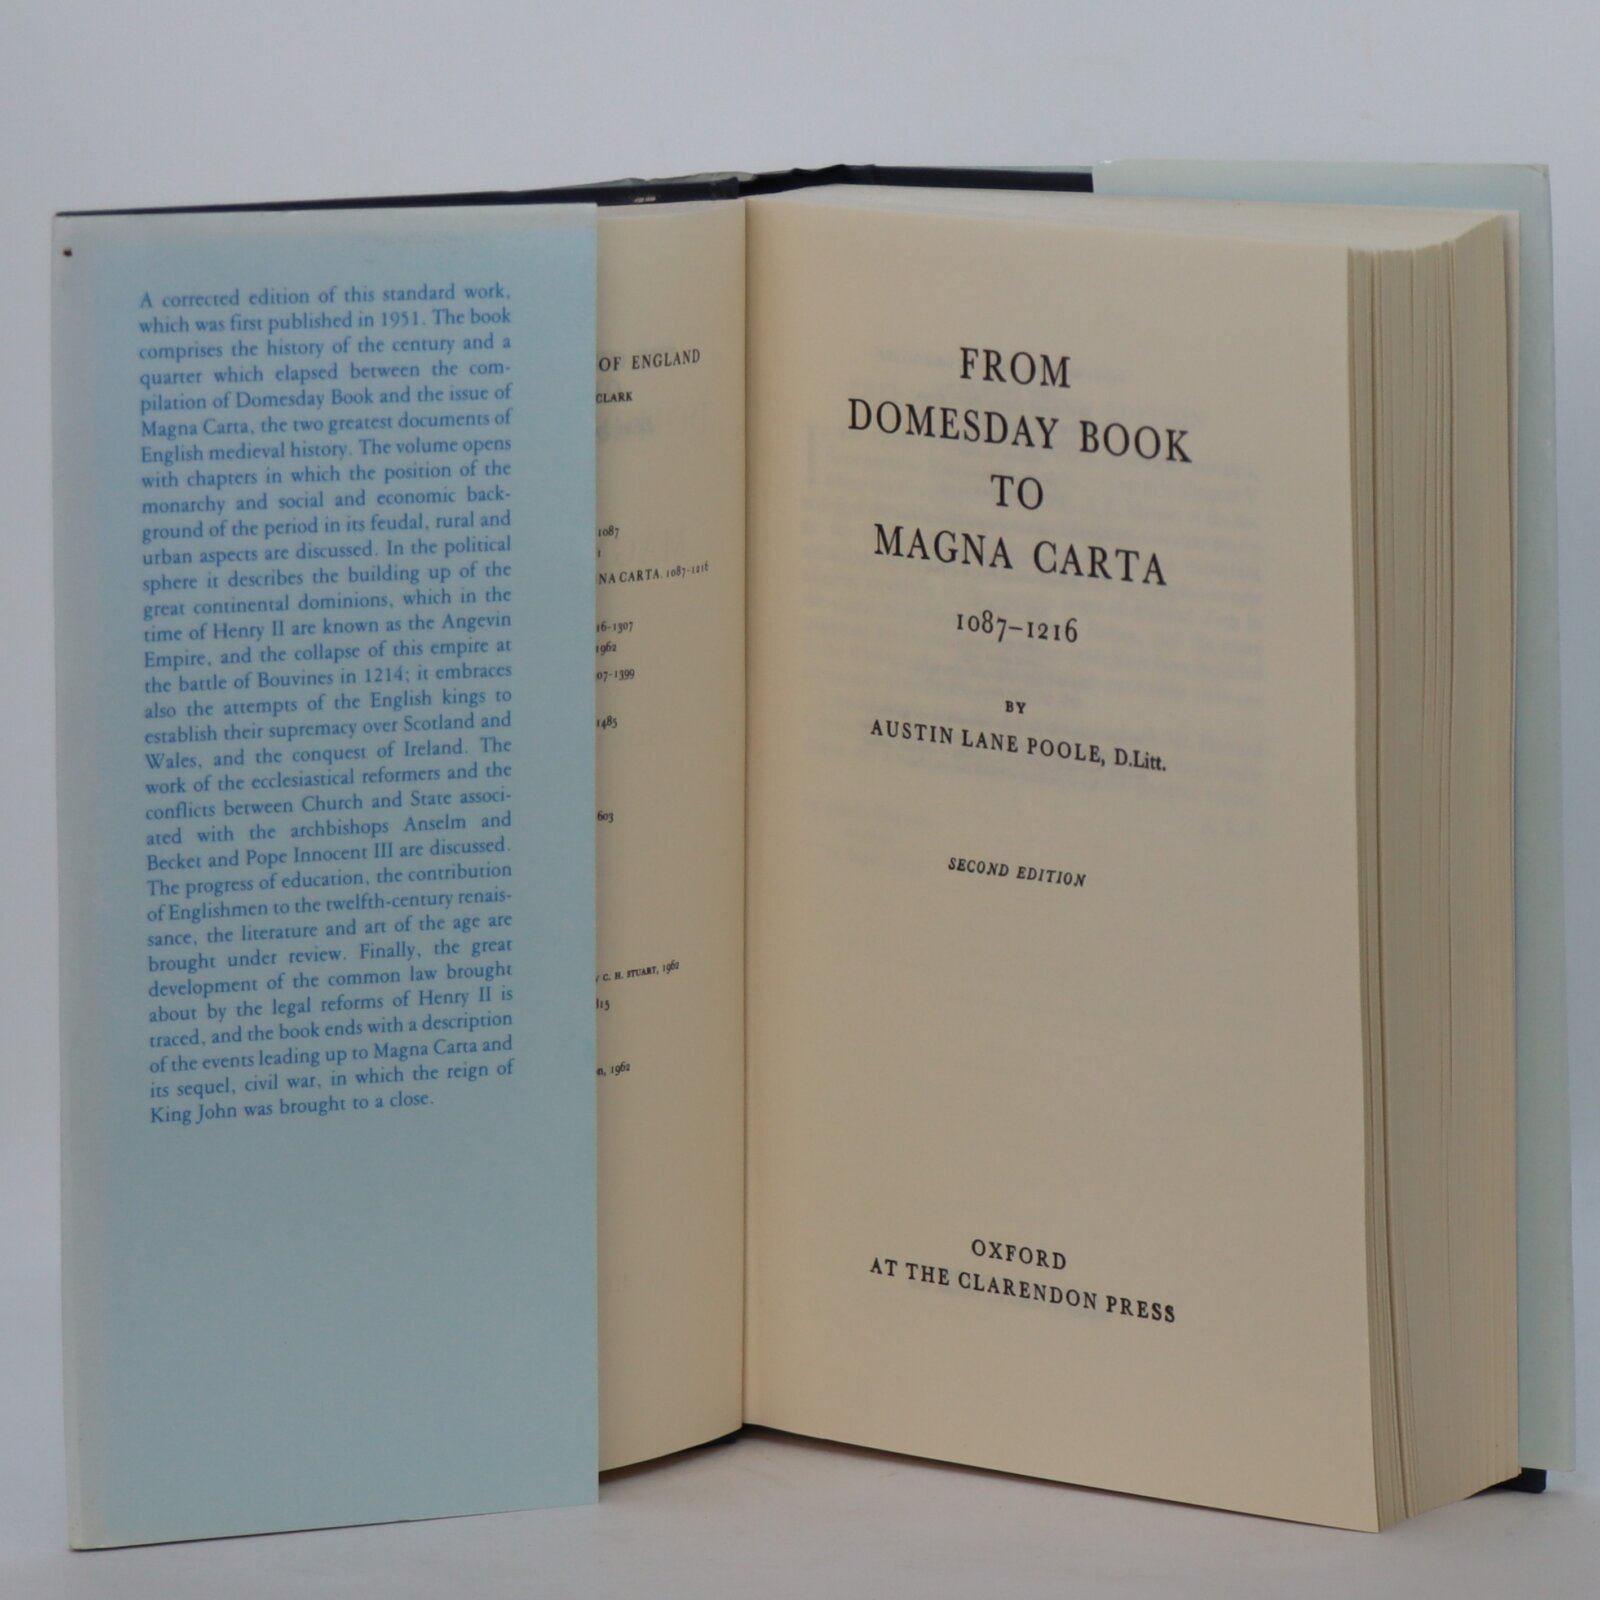 A corrected edition of this standard work,
which was first published in 1951. The book
comprises the history of the century and a
quarter which elapsed between the com-
pilation of Domesday Book and the issue of
Magna Carta, the two greatest documents of
English medieval history. The volume opens
with chapters in which the position of the
monarchy and social and economic back-
ground of the period in its feudal, rural and
urban aspects are discussed. In the political
sphere it describes the building up of the
great continental dominions, which in the
time of Henry II are known as the Angevin
Empire, and the collapse of this empire at
the battle of Bouvines in 1214; it embraces
also the attempts of the English kings to
establish their supremacy over Scotland and
Wales, and the conquest of Ireland. The
work of the ecclesiastical reformers and the
conflicts between Church and State associ-
ated with the archbishops Anselm and
Becket and Pope Innocent III are discussed.
The progress of education, the contribution
of Englishmen to the twelfth-century renais-
sance, the literature and art of the age are
brought under review. Finally, the great
development of the common law brought
about by the legal reforms of Henry II is
traced, and the book ends with a description
of the events leading up to Magna Carta and
its sequel, civil war, in which the reign of
King John was brought to a close.
OF ENGLAND
CLARK
1087
NA CARTA. 1087-1216
16-1307
1962
07-1399
1485
603
C. H. STUART, 1962
815
1962
FROM
DOMESDAY BOOK
TO
MAGNA CARTA
1087-1216
BY
AUSTIN LANE POOLE, D.Litt.
SECOND EDITION
OXFORD
AT THE CLARENDON PRESS